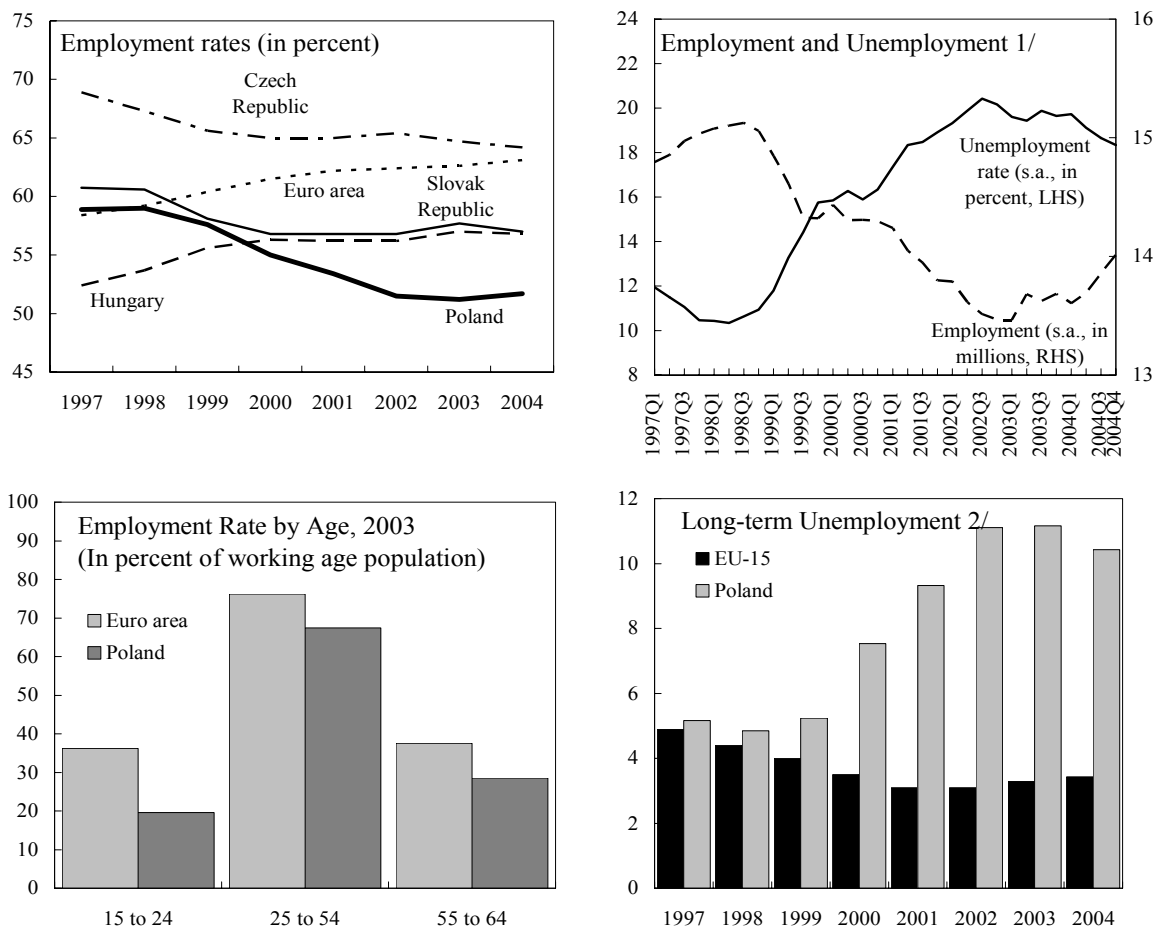 Employment rates (in percent)
75
70
65
60
55
50
45
Czech
Republic
Euro area
Slovak
Republic
Hungary
Poland
1997 1998 1999 2000 2001 2002 2003 2004
Employment and Unemployment 1/
24
22
20
18
16
14
12
10
8
16
15
14
13
Unemployment
rate (s.a., in
percent, LHS)
Employment (s.a., in
millions, RHS)
1997Q1
1997Q3
1998Q1
1998Q3
1999Q1
1999Q3
2000Q1
2000Q3
2001Q1
2001Q3
2002Q1
2002Q3
2003Q1
2003Q3
2004Q1
2004Q3
2004Q4
Employment Rate by Age, 2003
(In percent of working age population)
100
90
80
70
60
50
40
30
20
10
0
Euro area
Poland
15 to 24 25 to 54 55 to 64
Long-term Unemployment 2/
12
10
8
6
4
2
0
EU-15
Poland
1997 1998 1999 2000 2001 2002 2003 2004